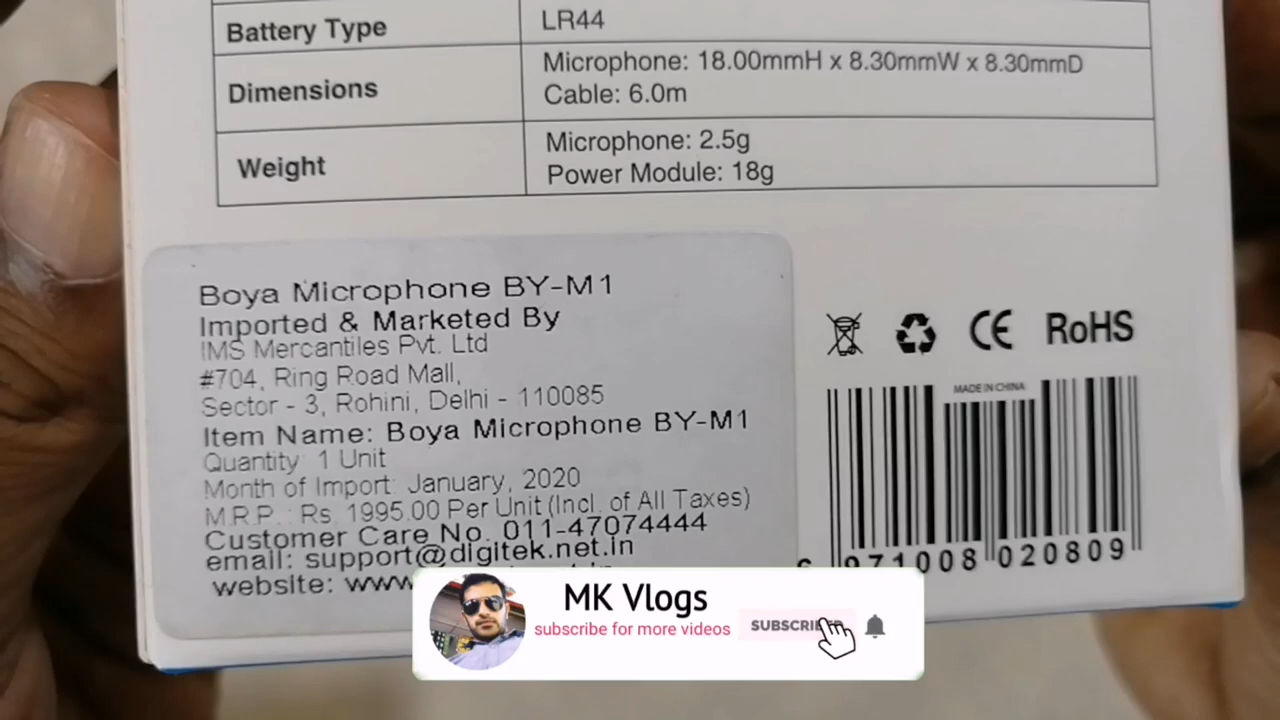 Battery Type
LR44
Dimensions
Microphone: 18.00mmH x 8.30mmW x 8.30mmD
Cable: 6.0m
Weight
Microphone: 2.5g
Power Module: 18g
Boya Microphone BY-M1
Imported & Marketed By
IMS Mercantiles Pvt. Ltd
#704, Ring Road Mall,
Sector - 3, Rohini, Delhi - 110085
Item Name: Boya Microphone BY-M1
Quantity 1 Unit
Month of Import: January, 2020
M.R.P. : Rs. 1995.00 Per Unit (Incl. of All Taxes)
Customer Care No. 011-47074444
email: support@digitek.net.in
website: www.
CE RoHS
MADE IN CHINA
6 971008 020809
MK Vlogs
subscribe for more videos
SUBSCRIBED